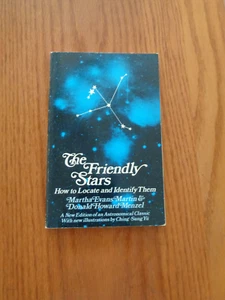 The Friendly
Stars
How to Locate and Identify Them
Martha Evans Martin &
Donald Howard Menzel
A New Edition of an Astronomical Classic
With new illustrations by Ching-Sung Yü